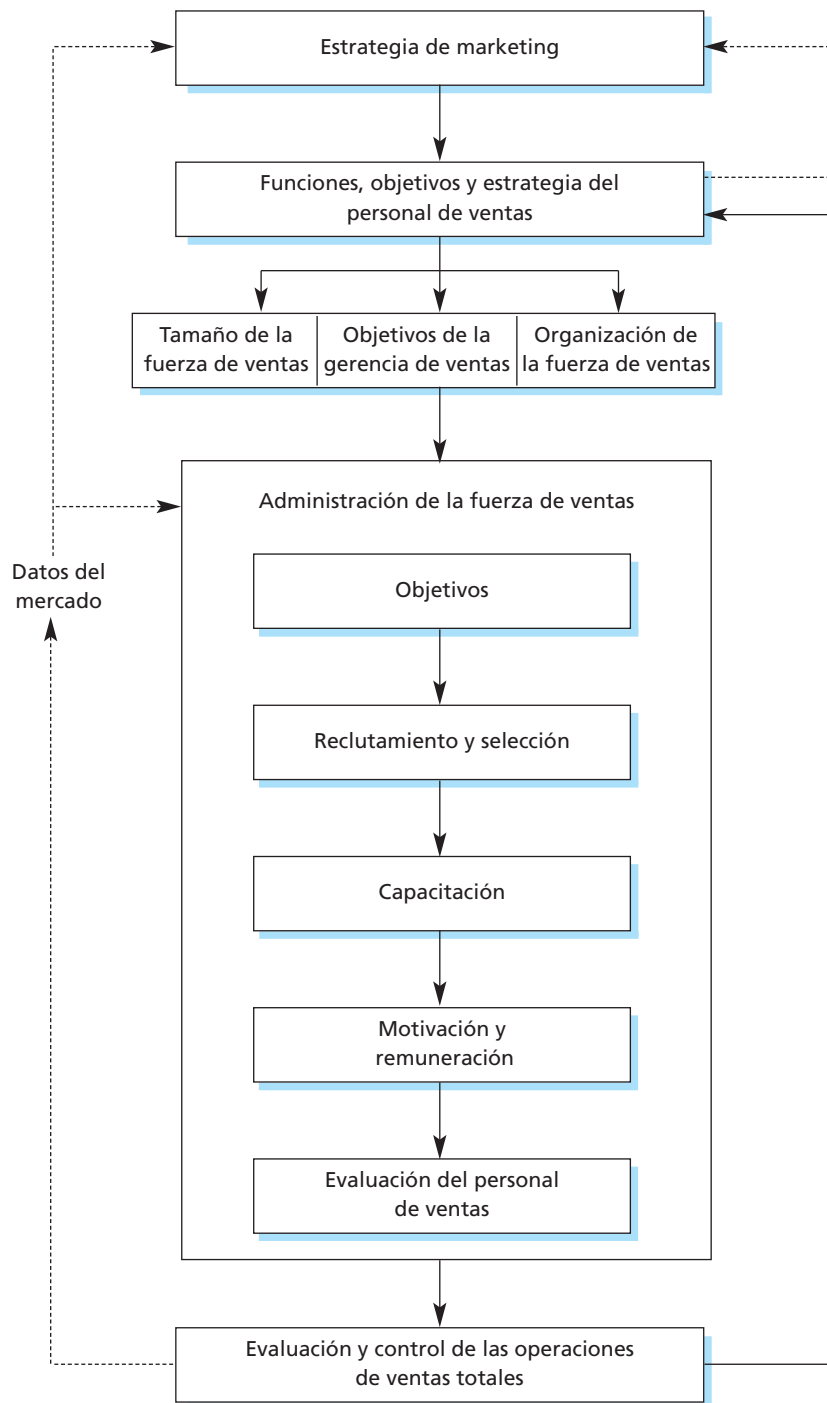 Estrategia de marketing
Funciones, objetivos y estrategia del
personal de ventas
Tamaño de la
fuerza de ventas
Objetivos de la
gerencia de ventas
Organización de
la fuerza de ventas
Administración de la fuerza de ventas
Datos del
mercado
Objetivos
Reclutamiento y selección
Capacitación
Motivación y
remuneración
Evaluación del personal
de ventas
Evaluación y control de las operaciones
de ventas totales